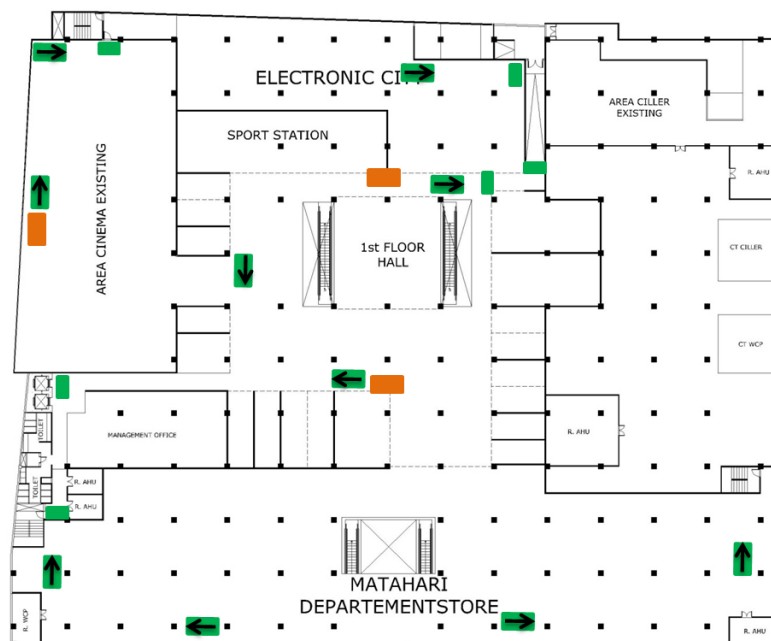 ELECTRONIC CITY
SPORT STATION
AREA CILLER
EXISTING
AREA CINEMA EXISTING
R. AHU
1st FLOOR
HALL
CT CILLER
CT WCP
TOILET
MANAGEMENT OFFICE
R. AHU
TOILET
R. AHU
R. AHU
MATAHARI
DEPARTEMENTSTORE
R. WCP
R. AHU